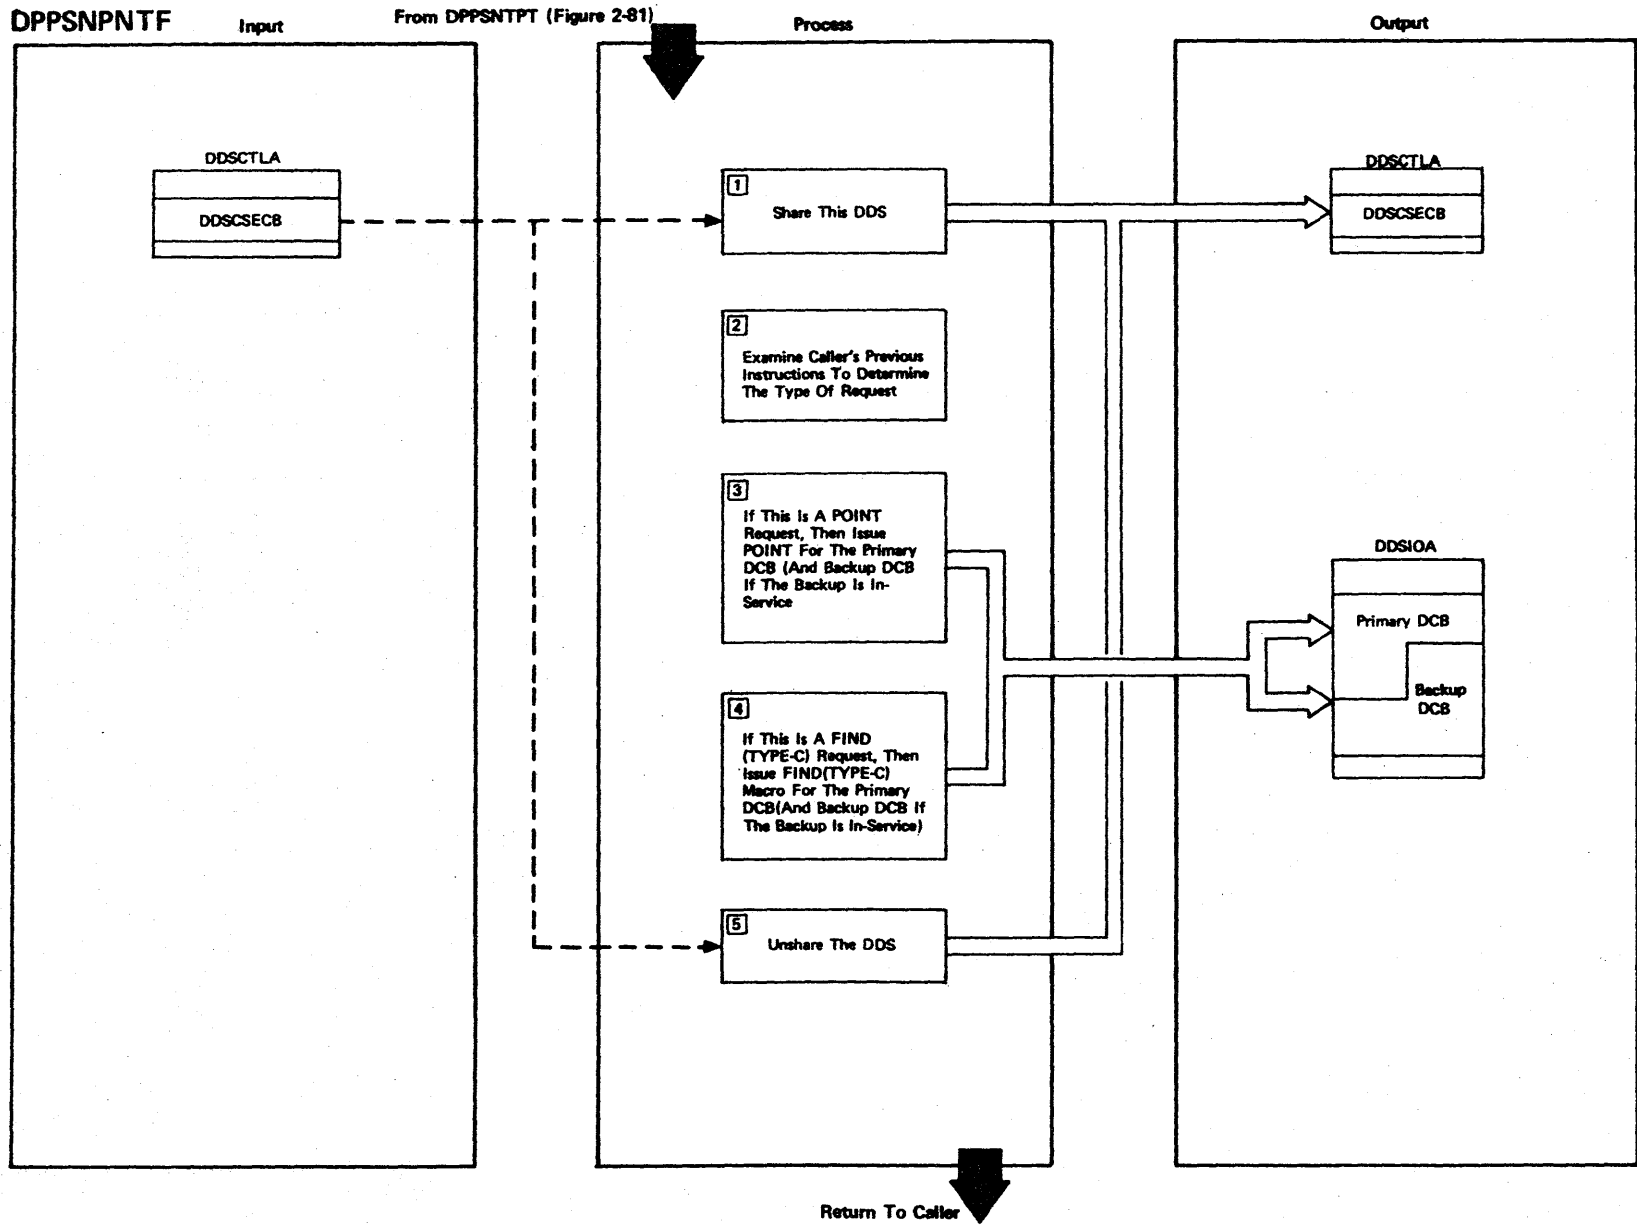 DPPSNPNTF
Input
From DPPSNTPT (Figure 2-81)
Process
Output
DDSCTLA
DDSCSECB
1
Share This DDS
DDSCTLA
DDSCSECB
2
Examine Caller's Previous
Instructions To Determine
The Type Of Request
3
If This Is A POINT
Request, Then Issue
POINT For The Primary
DCB (And Backup DCB
If The Backup Is In-
Service
DDSIOA
Primary DCB
Backup
DCB
4
If This Is A FIND
(TYPE-C) Request, Then
Issue FIND(TYPE-C)
Macro For The Primary
DCB(And Backup DCB If
The Backup Is In-Service)
5
Unshare The DDS
Return To Caller